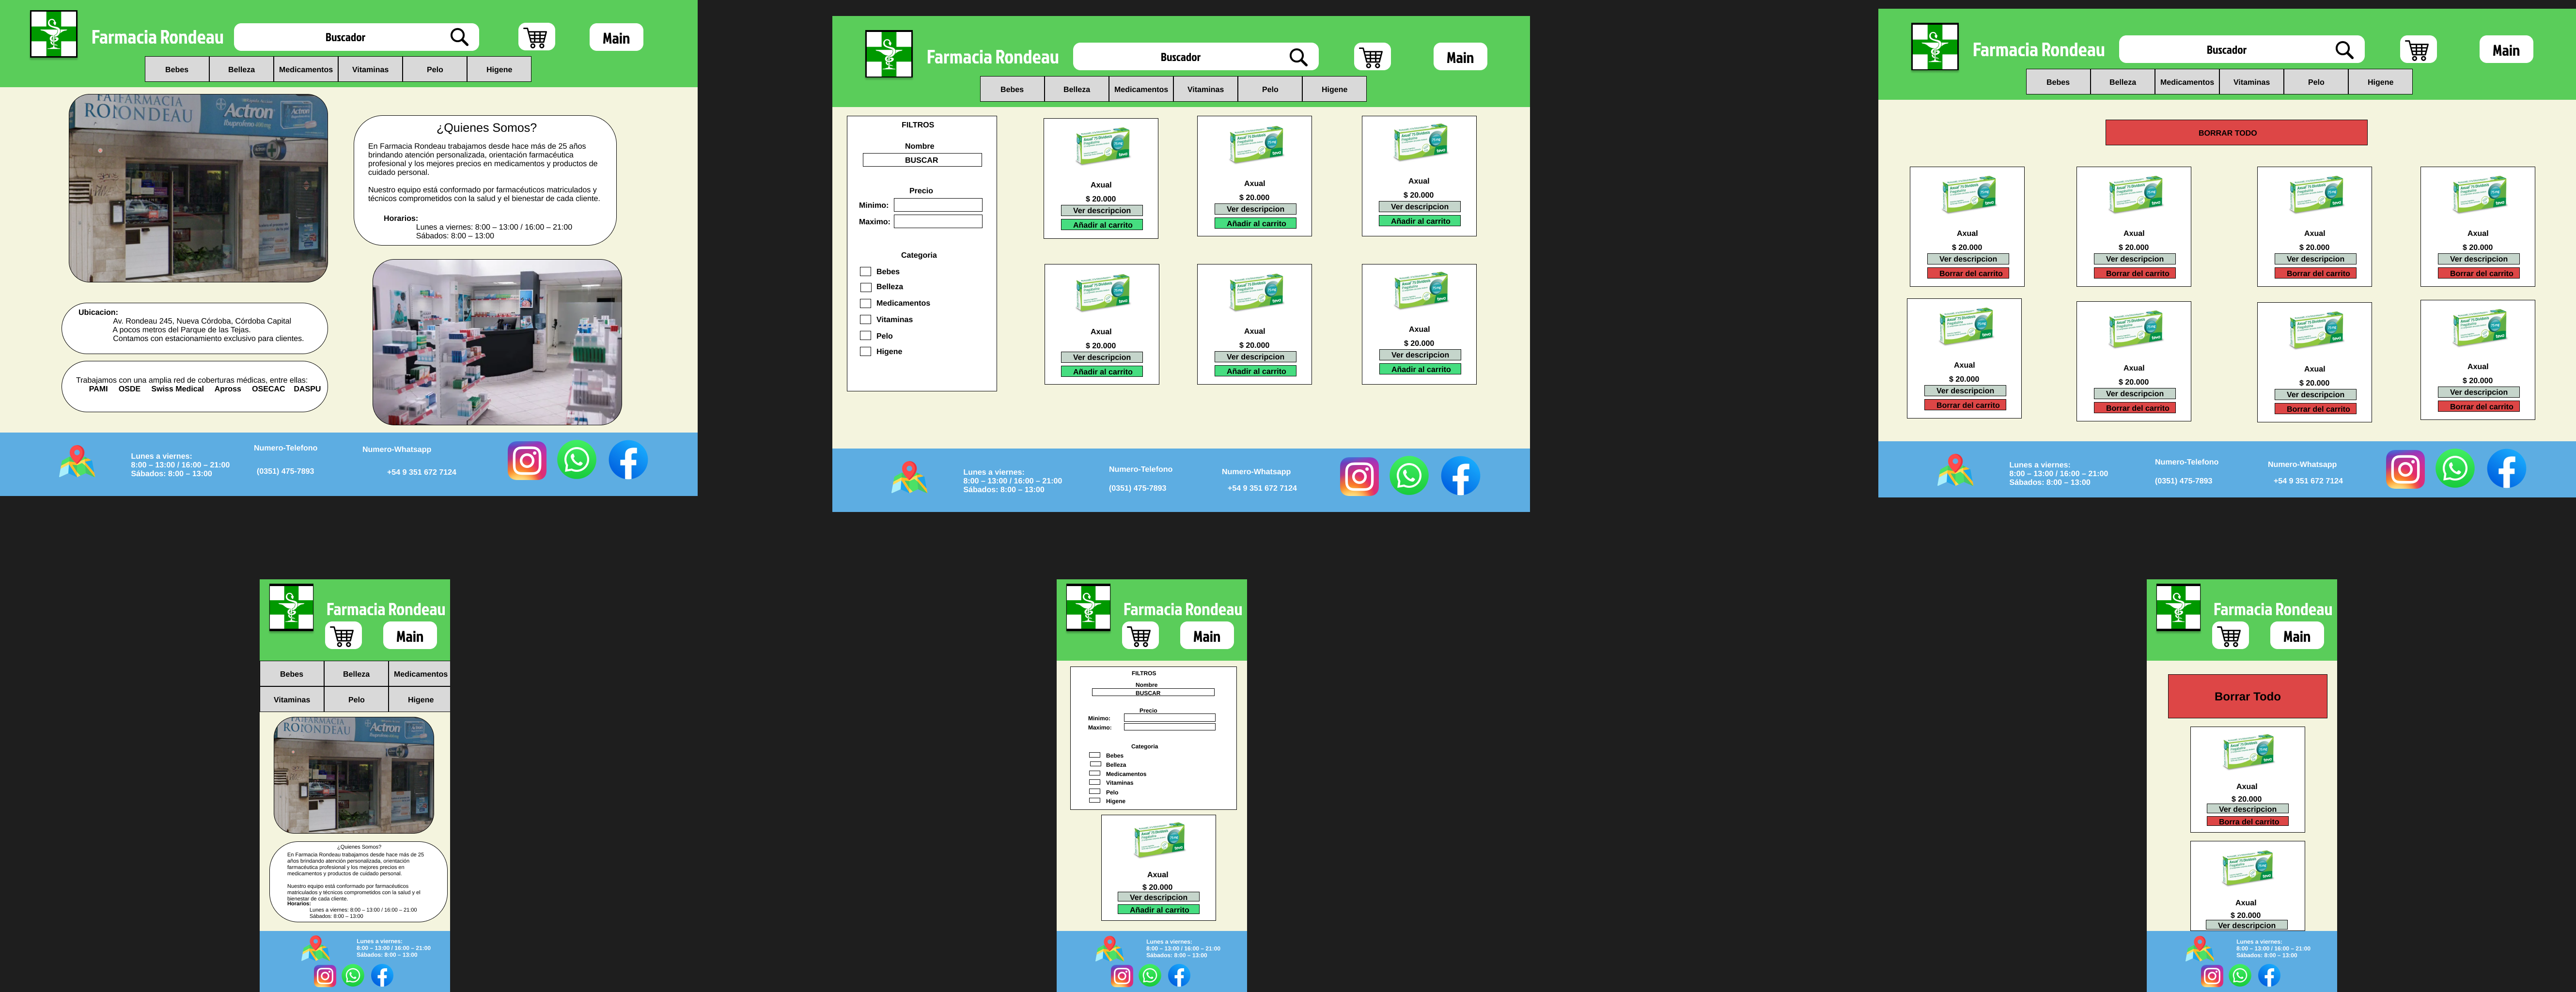 Farmacia Rondeau
Buscador
Main
Bebes Belleza Medicamentos Vitaminas Pelo Higene
FARMACIA
RONDEAU
Actron
¿Quienes Somos?
En Farmacia Rondeau trabajamos desde hace más de 25 años
brindando atención personalizada, orientación farmacéutica
profesional y los mejores precios en medicamentos y productos de
cuidado personal.
Nuestro equipo está conformado por farmacéuticos matriculados y
técnicos comprometidos con la salud y el bienestar de cada cliente.
Horarios:
Lunes a viernes: 8:00 – 13:00 / 16:00 – 21:00
Sábados: 8:00 – 13:00
Ubicacion:
Av. Rondeau 245, Nueva Córdoba, Córdoba Capital
A pocos metros del Parque de las Tejas.
Contamos con estacionamiento exclusivo para clientes.
Trabajamos con una amplia red de coberturas médicas, entre ellas:
PAMI OSDE Swiss Medical Apross OSECAC DASPU
Lunes a viernes:
8:00 – 13:00 / 16:00 – 21:00
Sábados: 8:00 – 13:00
Numero-Telefono
(0351) 475-7893
Numero-Whatsapp
+54 9 351 672 7124
Farmacia Rondeau
Buscador
Main
Bebes Belleza Medicamentos Vitaminas Pelo Higene
FILTROS
Nombre
BUSCAR
Precio
Minimo:
Maximo:
Categoria
Bebes
Belleza
Medicamentos
Vitaminas
Pelo
Higene
Axual
$ 20.000
Ver descripcion
Añadir al carrito
Axual
$ 20.000
Ver descripcion
Añadir al carrito
Axual
$ 20.000
Ver descripcion
Añadir al carrito
Axual
$ 20.000
Ver descripcion
Añadir al carrito
Axual
$ 20.000
Ver descripcion
Añadir al carrito
Axual
$ 20.000
Ver descripcion
Añadir al carrito
Lunes a viernes:
8:00 – 13:00 / 16:00 – 21:00
Sábados: 8:00 – 13:00
Numero-Telefono
(0351) 475-7893
Numero-Whatsapp
+54 9 351 672 7124
Farmacia Rondeau
Buscador
Main
Bebes Belleza Medicamentos Vitaminas Pelo Higene
BORRAR TODO
Axual
$ 20.000
Ver descripcion
Borrar del carrito
Axual
$ 20.000
Ver descripcion
Borrar del carrito
Axual
$ 20.000
Ver descripcion
Borrar del carrito
Axual
$ 20.000
Ver descripcion
Borrar del carrito
Axual
$ 20.000
Ver descripcion
Borrar del carrito
Axual
$ 20.000
Ver descripcion
Borrar del carrito
Axual
$ 20.000
Ver descripcion
Borrar del carrito
Axual
$ 20.000
Ver descripcion
Borrar del carrito
Lunes a viernes:
8:00 – 13:00 / 16:00 – 21:00
Sábados: 8:00 – 13:00
Numero-Telefono
(0351) 475-7893
Numero-Whatsapp
+54 9 351 672 7124
Farmacia Rondeau
Main
Bebes Belleza Medicamentos
Vitaminas Pelo Higene
FARMACIA
RONDEAU
Actron
¿Quienes Somos?
En Farmacia Rondeau trabajamos desde hace más de 25
años brindando atención personalizada, orientación
farmacéutica profesional y los mejores precios en
medicamentos y productos de cuidado personal.
Nuestro equipo está conformado por farmacéuticos
matriculados y técnicos comprometidos con la salud y el
bienestar de cada cliente.
Horarios:
Lunes a viernes: 8:00 – 13:00 / 16:00 – 21:00
Sábados: 8:00 – 13:00
Lunes a viernes:
8:00 – 13:00 / 16:00 – 21:00
Sábados: 8:00 – 13:00
Farmacia Rondeau
Main
FILTROS
Nombre
BUSCAR
Precio
Minimo:
Maximo:
Categoria
Bebes
Belleza
Medicamentos
Vitaminas
Pelo
Higene
Axual
$ 20.000
Ver descripcion
Añadir al carrito
Lunes a viernes:
8:00 – 13:00 / 16:00 – 21:00
Sábados: 8:00 – 13:00
Farmacia Rondeau
Main
Borrar Todo
Axual
$ 20.000
Ver descripcion
Borra del carrito
Axual
$ 20.000
Ver descripcion
Lunes a viernes:
8:00 – 13:00 / 16:00 – 21:00
Sábados: 8:00 – 13:00